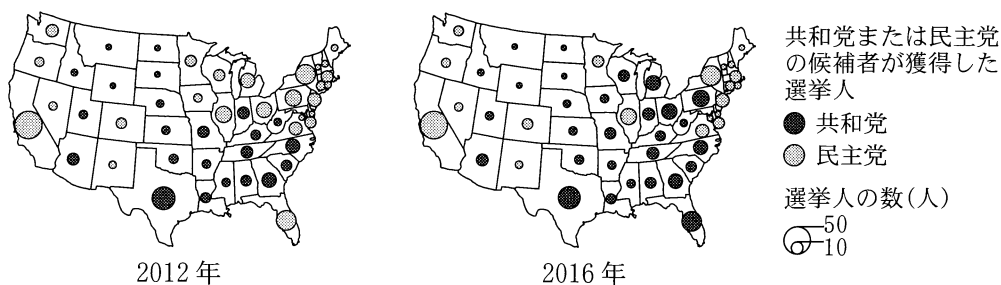 共和党または民主党
の候補者が獲得した
選挙人
共和党
民主党
選挙人の数(人)
50
10
2012年
2016年